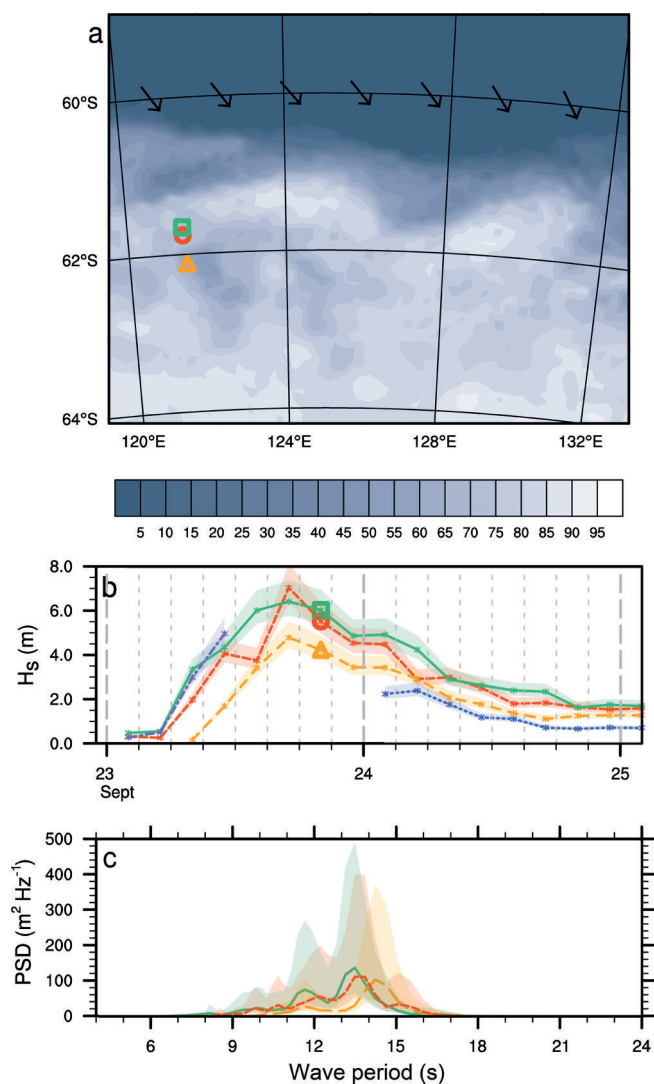 a
60°S
62°S
64°S
120°E 124°E 128°E 132°E
5 10 15 20 25 30 35 40 45 50 55 60 65 70 75 80 85 90 95
b
8.0
6.0
4.0
2.0
0.0
H_S (m)
23 24 25
Sept
c
500
400
300
200
100
0
PSD (m² Hz⁻¹)
6 9 12 15 18 21 24
Wave period (s)